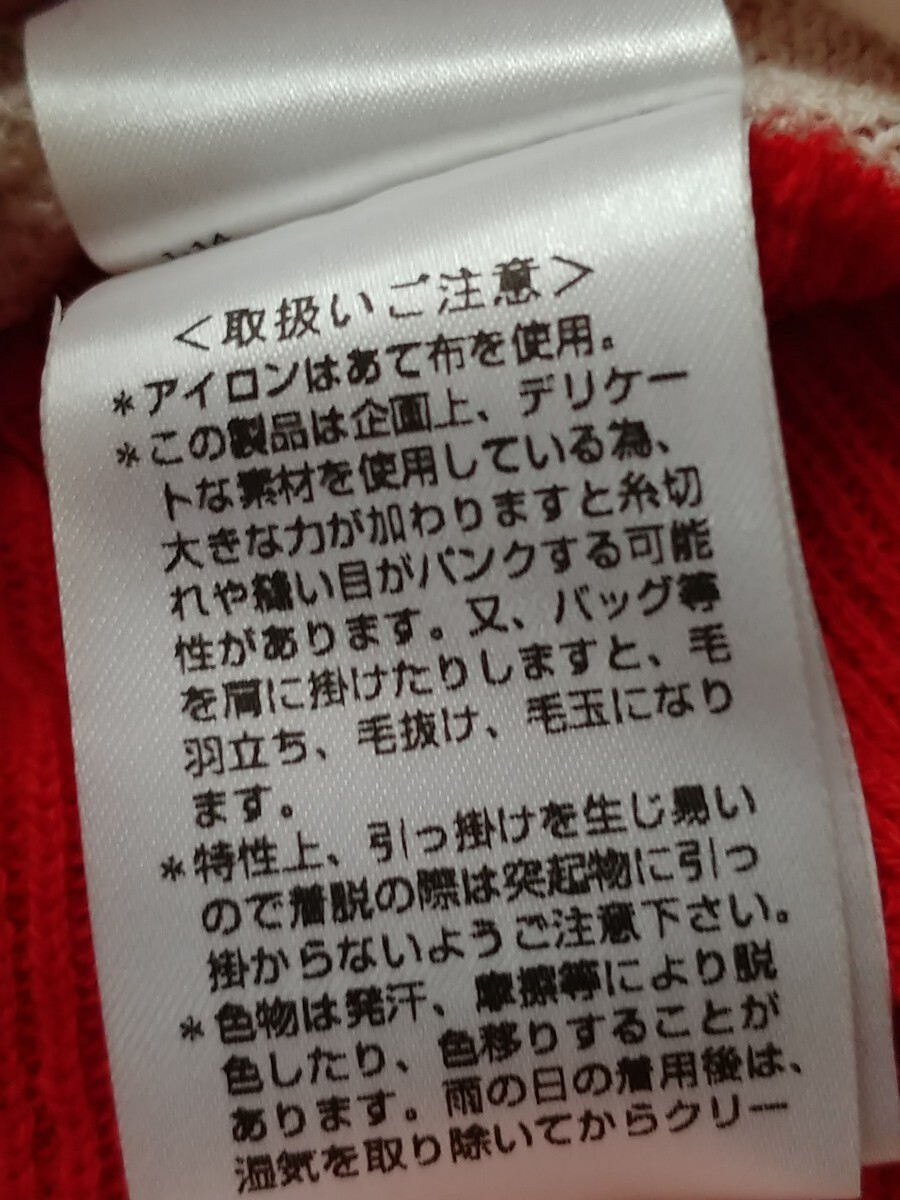 ＜取扱いご注意＞
＊アイロンはあて布を使用。
＊この製品は企画上、デリケー
トな素材を使用している為、
大きな力が加わりますと糸切
れや縫い目がパンクする可能
性があります。又、バッグ等
を肩に掛けたりしますと、毛
羽立ち、毛抜け、毛玉になり
ます。
＊特性上、引っ掛けを生じ易い
ので着脱の際は突起物に引っ
掛からないようご注意下さい。
＊色物は発汗、摩擦等により脱
色したり、色移りすることが
あります。雨の日の着用後は、
湿気を取り除いてからクリー